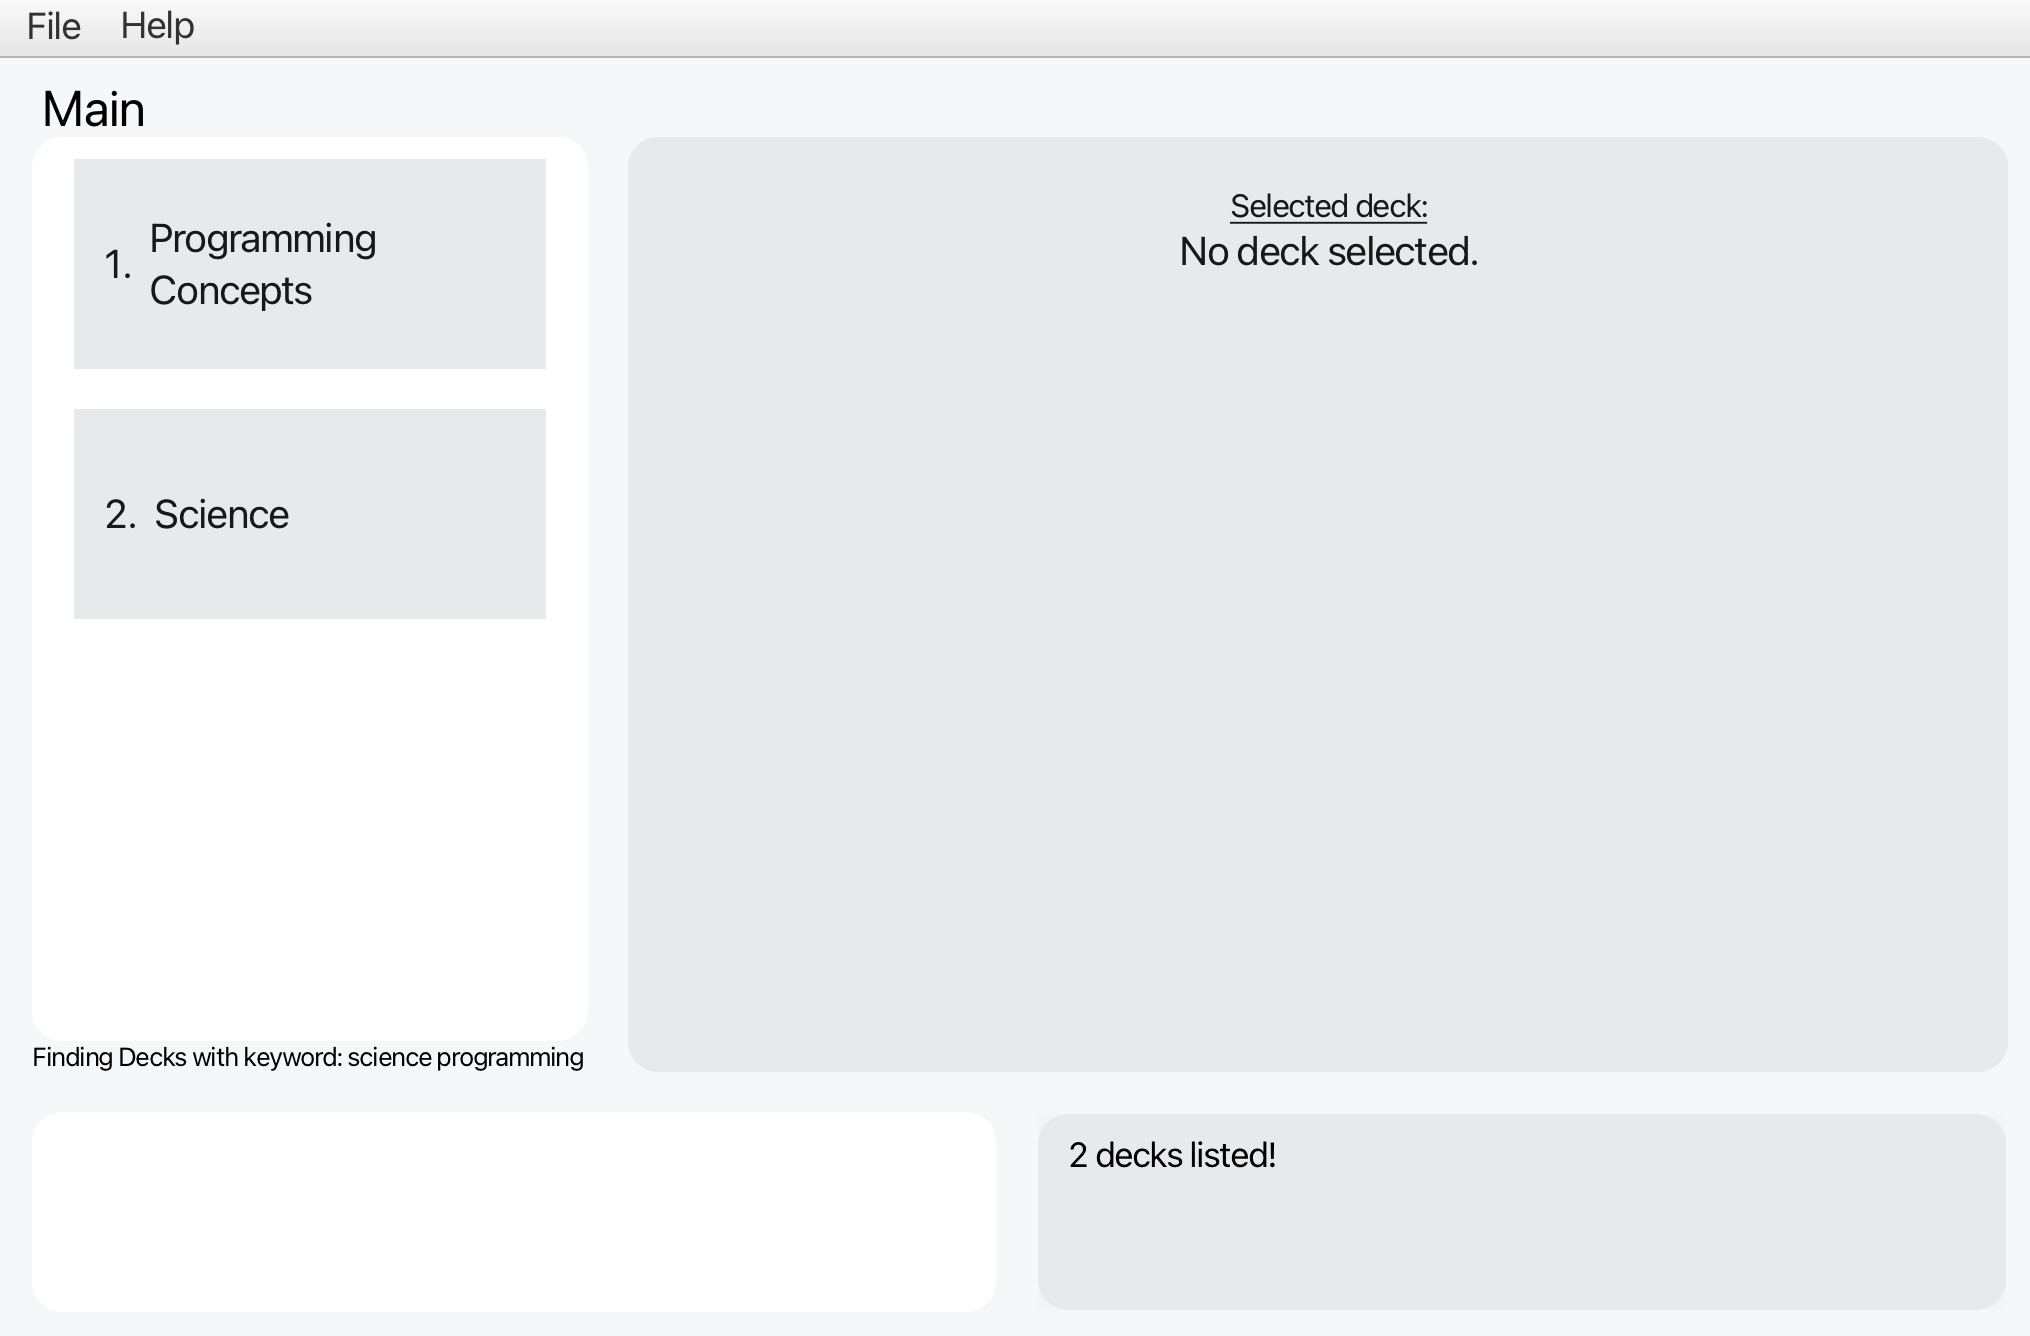 File Help
Main
1. Programming
Concepts
2. Science
Selected deck:
No deck selected.
Finding Decks with keyword: science programming
2 decks listed!